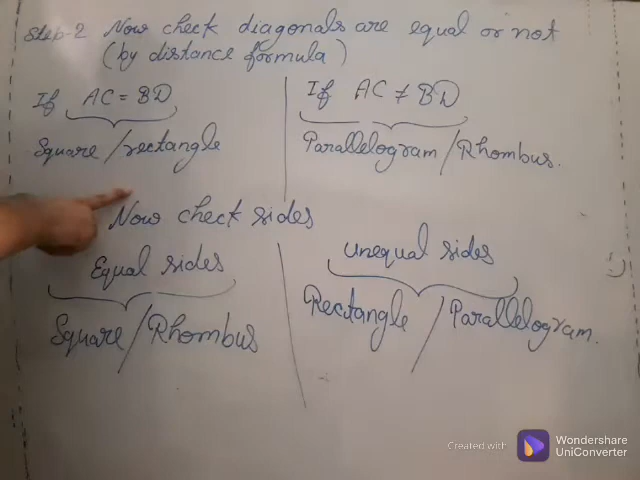 Step-2 Now check diagonals are equal or not
(by distance formula)
If AC = BD
Square/rectangle
If AC ≠ BD
Parallelogram/Rhombus.
Now check sides
Equal sides
Square/Rhombus
Unequal sides
Rectangle/Parallelogram.
Created with
Wondershare
UniConverter